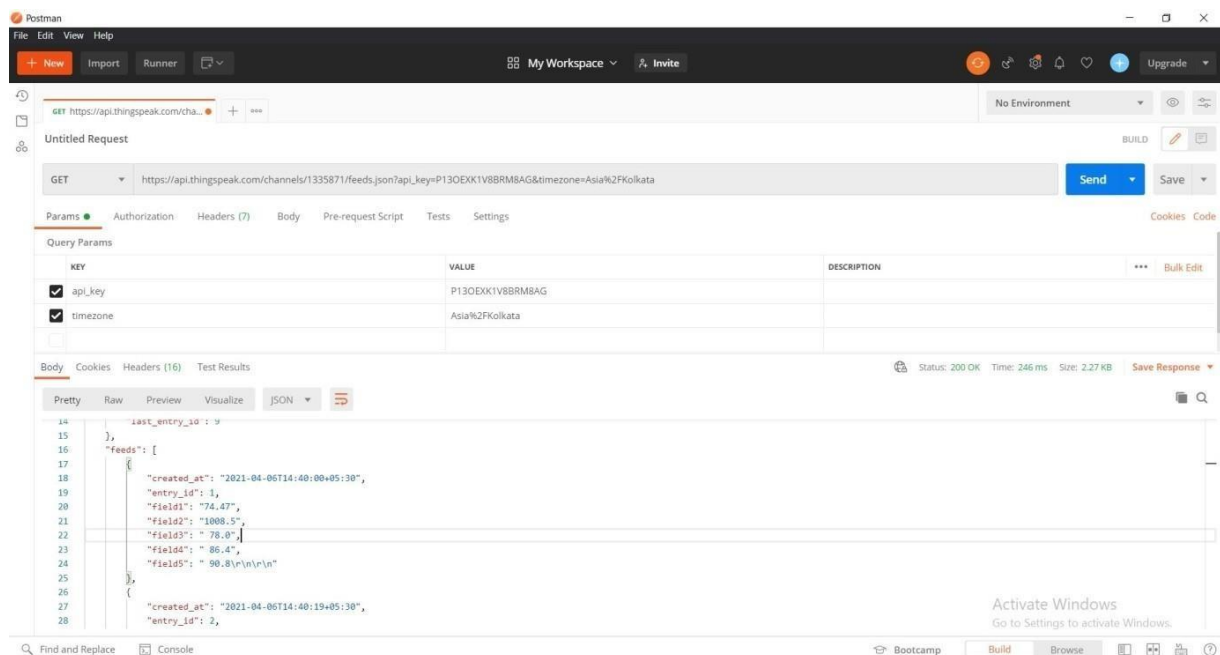 Postman
File Edit View Help
+ New Import Runner My Workspace Invite Upgrade
GET https://api.thingspeak.com/cha... + ••• No Environment
Untitled Request BUILD
GET https://api.thingspeak.com/channels/1335871/feeds.json?api_key=P13OEXK1V8BRM8AG&timezone=Asia%2FKolkata Send Save
Params Authorization Headers (7) Body Pre-request Script Tests Settings Cookies Code
Query Params
KEY VALUE DESCRIPTION ••• Bulk Edit
api_key P13OEXK1V8BRM8AG
timezone Asia%2FKolkata
Body Cookies Headers (16) Test Results Status: 200 OK Time: 246 ms Size: 2.27 KB Save Response
Pretty Raw Preview Visualize JSON
14 "last_entry_id": 9
15 },
16 "feeds": [
17 {
18 "created_at": "2021-04-06T14:40:00+05:30",
19 "entry_id": 1,
20 "field1": "74.47",
21 "field2": "1008.5",
22 "field3": " 78.0",
23 "field4": " 86.4",
24 "field5": " 90.8\r\n\r\n"
25 },
26 {
27 "created_at": "2021-04-06T14:40:19+05:30",
28 "entry_id": 2,
Activate Windows
Go to Settings to activate Windows.
Find and Replace Console Bootcamp Build Browse